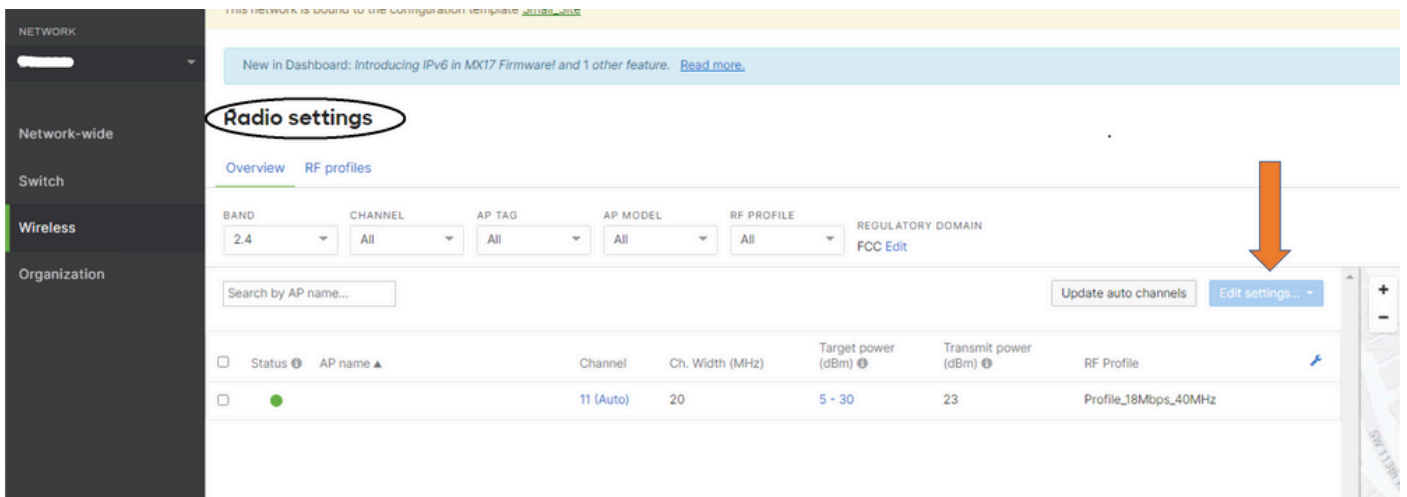 This network is bound to the configuration template Small_Site
NETWORK
New in Dashboard: Introducing IPv6 in MX17 Firmware! and 1 other feature. Read more.
Radio settings
Network-wide
Overview RF profiles
Switch
Wireless
BAND CHANNEL AP TAG AP MODEL RF PROFILE
REGULATORY DOMAIN
2.4 All All All All
FCC Edit
Organization
Search by AP name... Update auto channels Edit settings...
+
-
Status AP name ▲ Channel Ch. Width (MHz) Target power (dBm) Transmit power (dBm) RF Profile
11 (Auto) 20 5 - 30 23 Profile_18Mbps_40MHz
SW 113th